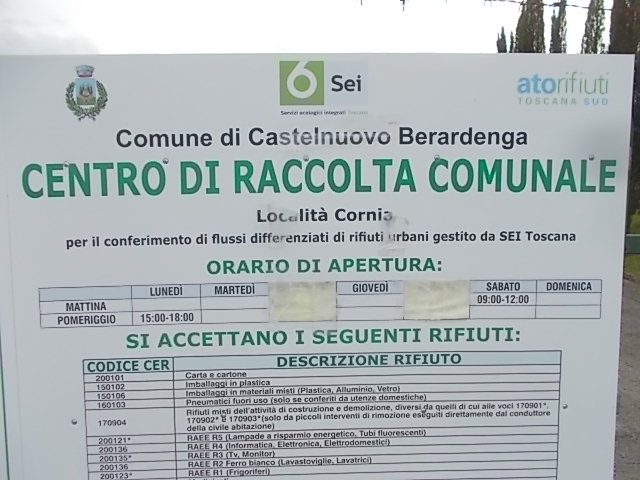 6 Sei
Servizi ecologici integrati Toscana
atorifiuti
TOSCANA SUD
Comune di Castelnuovo Berardenga
CENTRO DI RACCOLTA COMUNALE
Località Cornia
per il conferimento di flussi differenziati di rifiuti urbani gestito da SEI Toscana
ORARIO DI APERTURA:
LUNEDÌ MARTEDÌ GIOVEDÌ SABATO DOMENICA
MATTINA 09:00-12:00
POMERIGGIO 15:00-18:00
SI ACCETTANO I SEGUENTI RIFIUTI:
CODICE CER DESCRIZIONE RIFIUTO
200101 Carta e cartone
150102 Imballaggi in plastica
150106 Imballaggi in materiali misti (Plastica, Alluminio, Vetro)
160103 Pneumatici fuori uso (solo se conferiti da utenze domestiche)
170904 Rifiuti misti dell'attività di costruzione e demolizione, diversi da quelli di cui alle voci 170901*,
170902* e 170903*(solo da piccoli interventi di rimozione eseguiti direttamente dal conduttore
della civile abitazione)
200121* RAEE R5 (Lampade a risparmio energetico, Tubi fluorescenti)
200136 RAEE R4 (Informatica, Elettronica, Elettrodomestici)
200135* RAEE R3 (Tv, Monitor)
200136 RAEE R2 Ferro bianco (Lavastoviglie, Lavatrici)
200123* RAEE R1 (Frigoriferi)